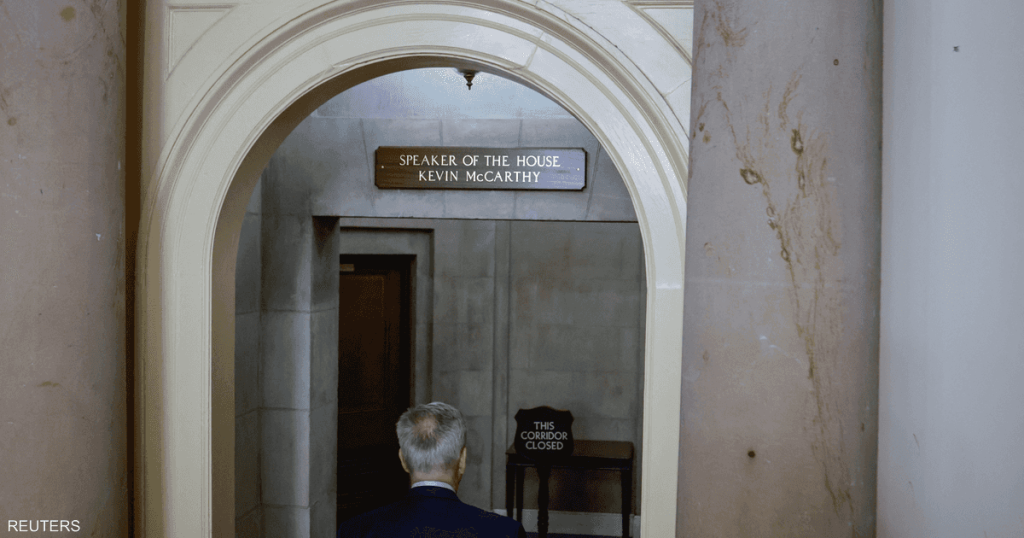 SPEAKER OF THE HOUSE
KEVIN McCARTHY
THIS
CORRIDOR
CLOSED
REUTERS